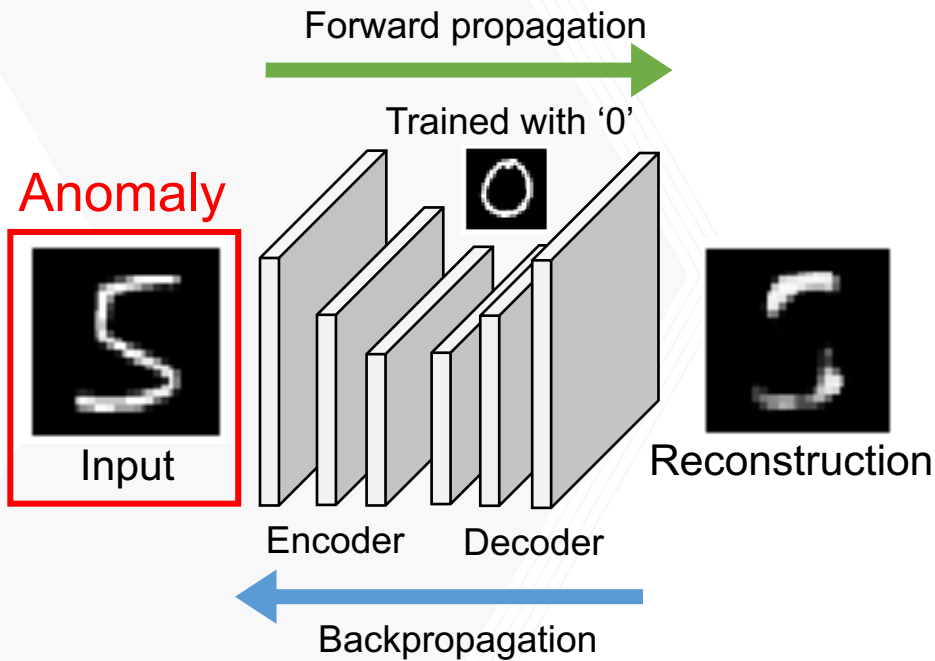 Forward propagation
Trained with ‘0’
Anomaly
Input
Reconstruction
Encoder
Decoder
Backpropagation